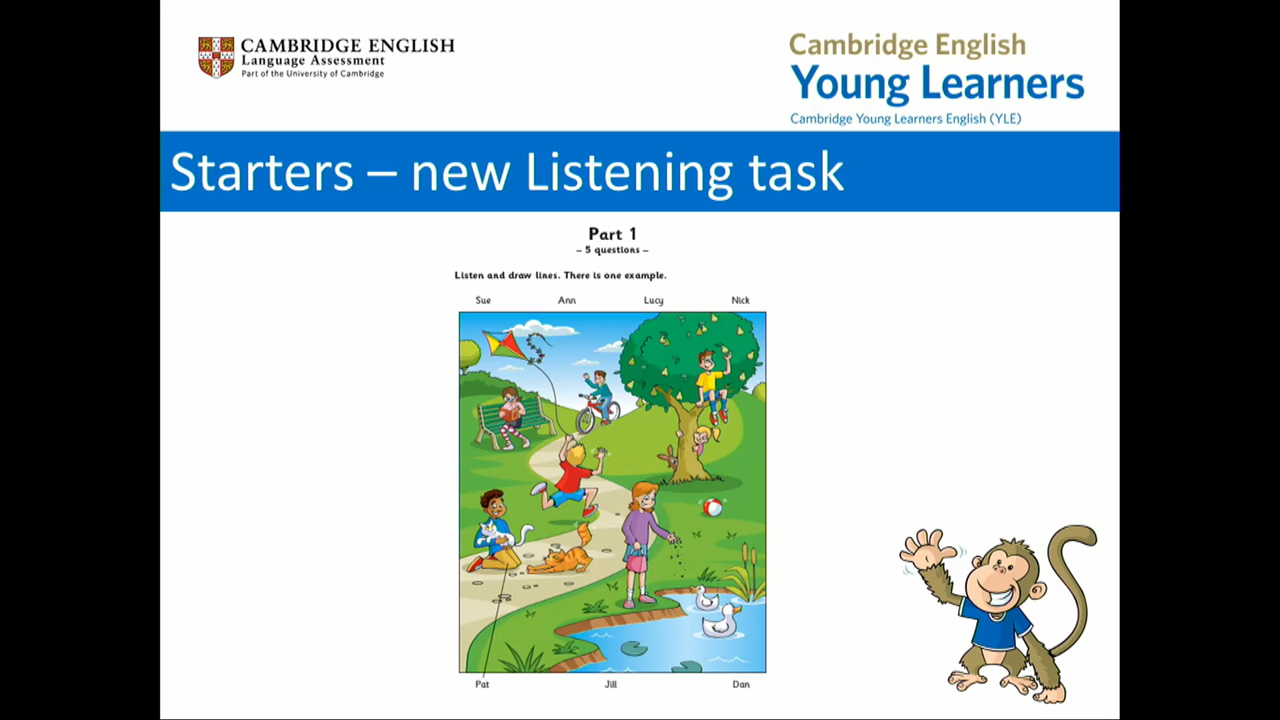 CAMBRIDGE ENGLISH
Language Assessment
Part of the University of Cambridge
Cambridge English
Young Learners
Cambridge Young Learners English (YLE)
Starters – new Listening task
Part 1
– 5 questions –
Listen and draw lines. There is one example.
Sue Ann Lucy Nick
Pat Jill Dan